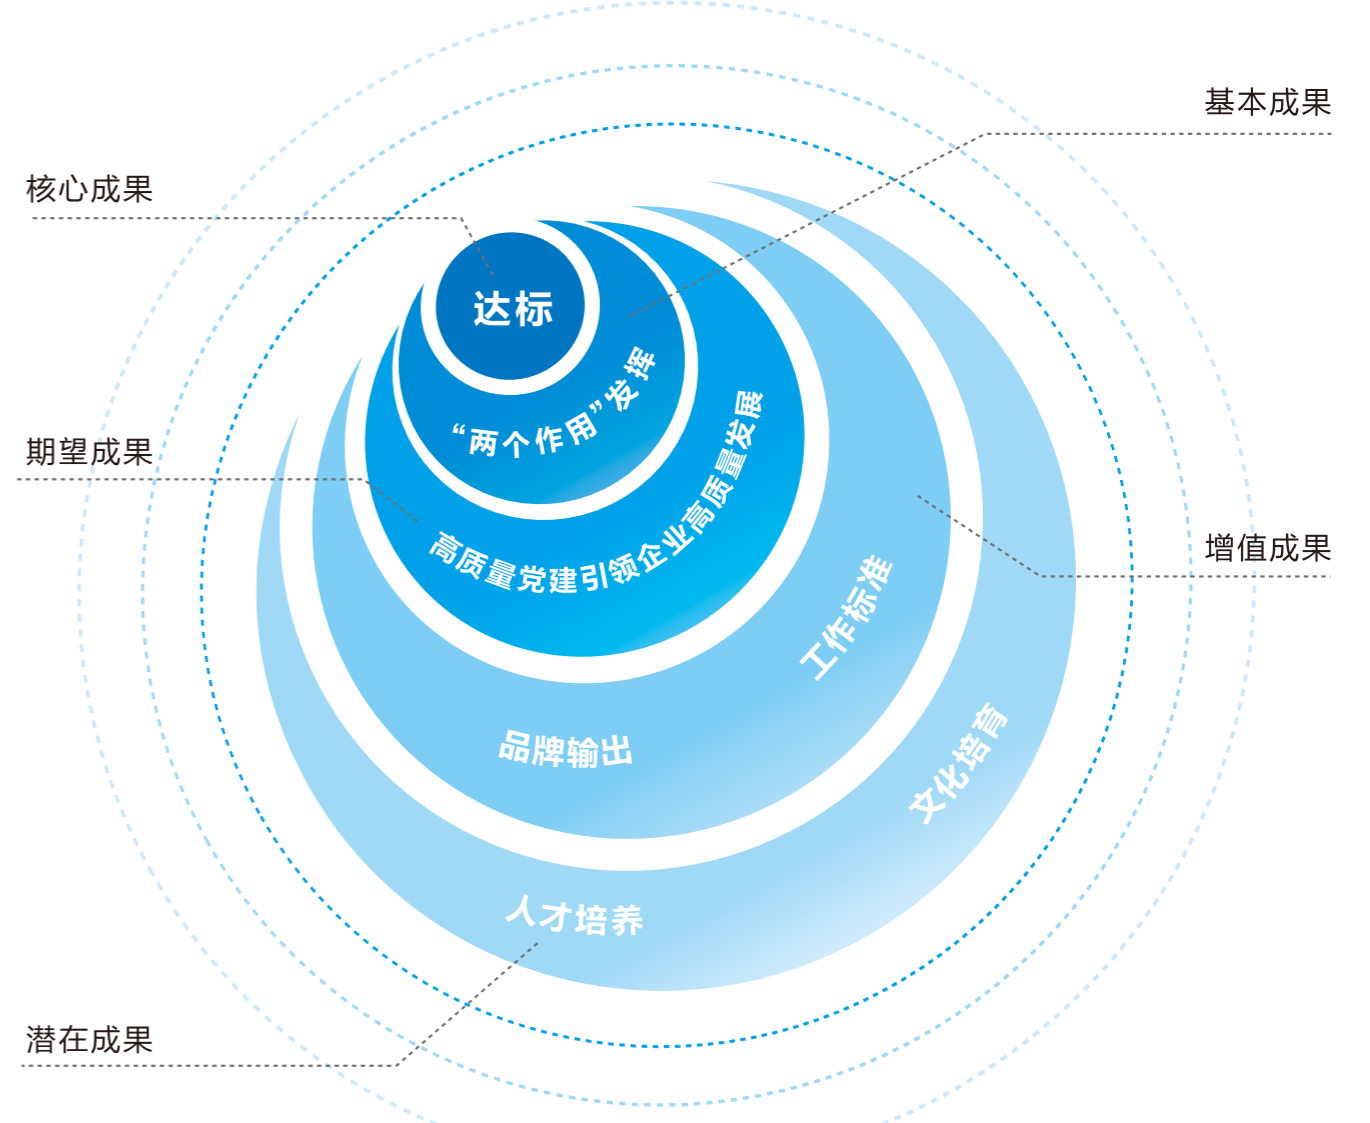 基本成果
核心成果
达标
“两个作用”发挥
高质量党建引领企业高质量发展
期望成果
增值成果
工作标准
品牌输出
文化培育
人才培养
潜在成果